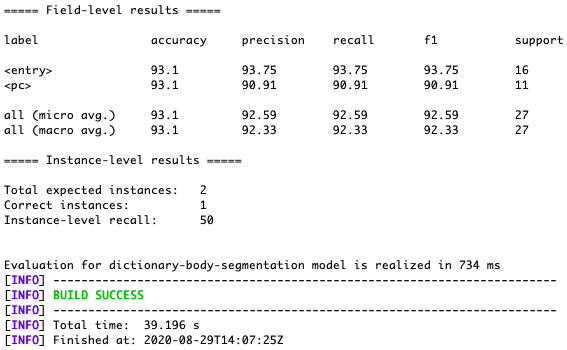 ===== Field-level results =====
label accuracy precision recall f1 support
<entry> 93.1 93.75 93.75 93.75 16
<pc> 93.1 90.91 90.91 90.91 11
all (micro avg.) 93.1 92.59 92.59 92.59 27
all (macro avg.) 93.1 92.33 92.33 92.33 27
===== Instance-level results =====
Total expected instances: 2
Correct instances: 1
Instance-level recall: 50
Evaluation for dictionary-body-segmentation model is realized in 734 ms
[INFO] ------------------------------------------------------------------------
[INFO] BUILD SUCCESS
[INFO] ------------------------------------------------------------------------
[INFO] Total time: 39.196 s
[INFO] Finished at: 2020-08-29T14:07:25Z